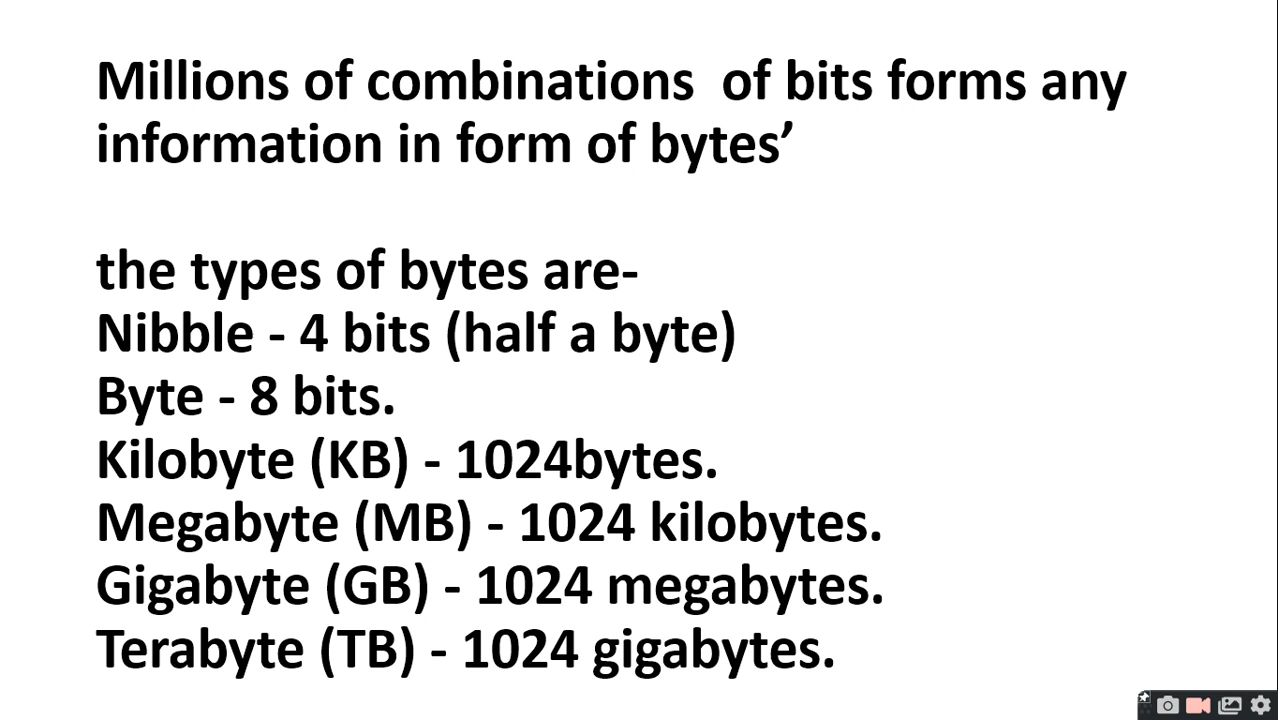 Millions of combinations  of bits forms any
information in form of bytes’
the types of bytes are-
Nibble - 4 bits (half a byte)
Byte - 8 bits.
Kilobyte (KB) - 1024bytes.
Megabyte (MB) - 1024 kilobytes.
Gigabyte (GB) - 1024 megabytes.
Terabyte (TB) - 1024 gigabytes.